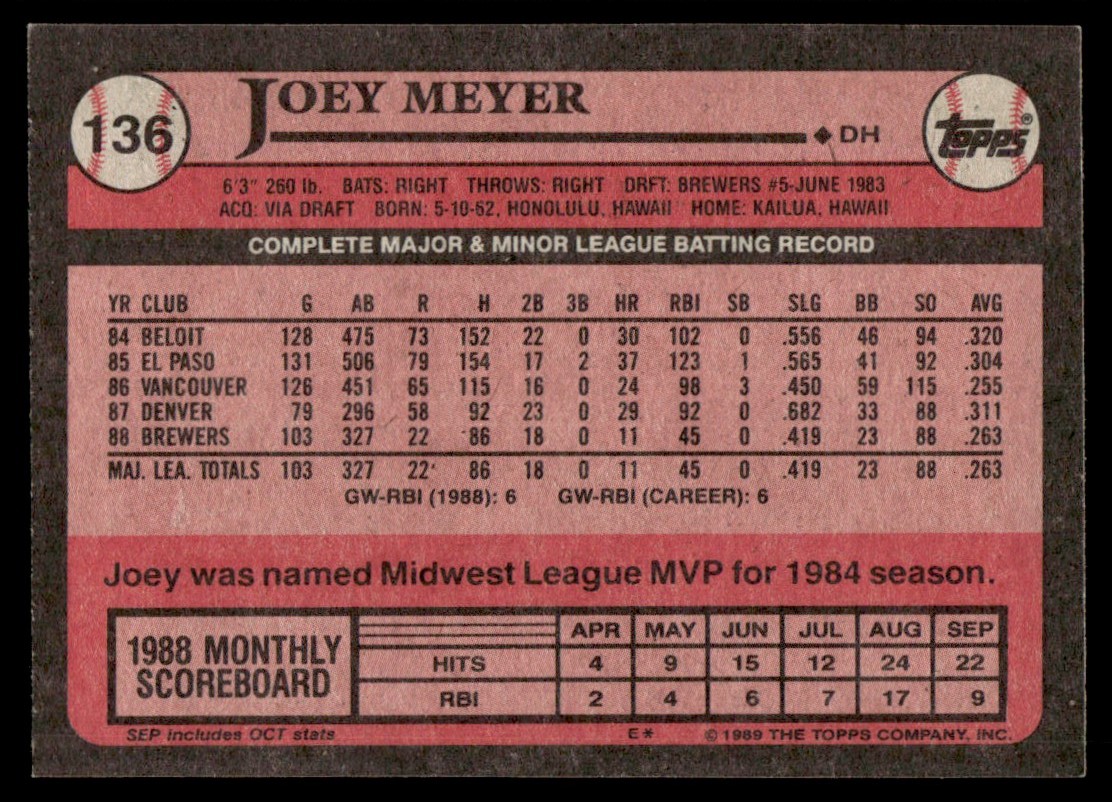 136
JOEY MEYER
◆ DH
TOPPS®
6'3" 260 lb. BATS: RIGHT THROWS: RIGHT DRFT: BREWERS #5-JUNE 1983
ACQ: VIA DRAFT BORN: 5-10-62, HONOLULU, HAWAII HOME: KAILUA, HAWAII
COMPLETE MAJOR & MINOR LEAGUE BATTING RECORD
YR CLUB G AB R H 2B 3B HR RBI SB SLG BB SO AVG
84 BELOIT 128 475 73 152 22 0 30 102 0 .556 46 94 .320
85 EL PASO 131 506 79 154 17 2 37 123 1 .565 41 92 .304
86 VANCOUVER 126 451 65 115 16 0 24 98 3 .450 59 115 .255
87 DENVER 79 296 58 92 23 0 29 92 0 .682 33 88 .311
88 BREWERS 103 327 22 86 18 0 11 45 0 .419 23 88 .263
MAJ. LEA. TOTALS 103 327 22 86 18 0 11 45 0 .419 23 88 .263
GW-RBI (1988): 6 GW-RBI (CAREER): 6
Joey was named Midwest League MVP for 1984 season.
1988 MONTHLY
SCOREBOARD
APR MAY JUN JUL AUG SEP
HITS 4 9 15 12 24 22
RBI 2 4 6 7 17 9
SEP includes OCT stats E* © 1989 THE TOPPS COMPANY, INC.